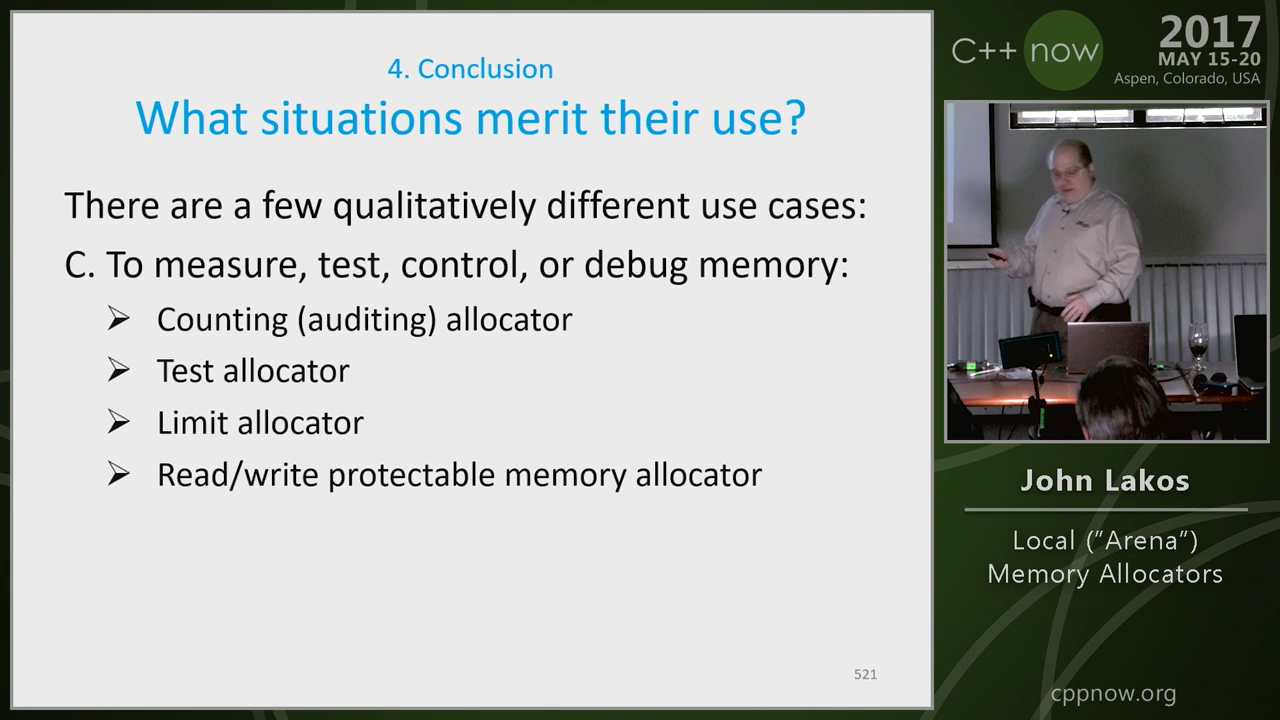 4. Conclusion
What situations merit their use?
There are a few qualitatively different use cases:
C. To measure, test, control, or debug memory:
➢ Counting (auditing) allocator
➢ Test allocator
➢ Limit allocator
➢ Read/write protectable memory allocator
521
C++ now
2017
MAY 15-20
Aspen, Colorado, USA
John Lakos
Local (“Arena”)
Memory Allocators
cppnow.org